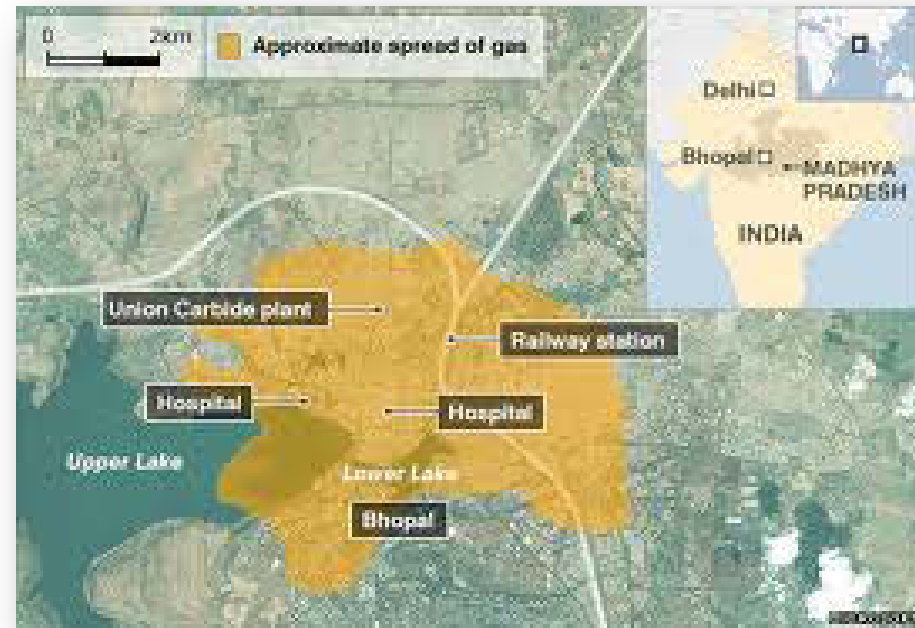 0 2km
Approximate spread of gas
Delhi
Bhopal
MADHYA
PRADESH
INDIA
Union Carbide plant
Railway station
Hospital
Hospital
Upper Lake
Lower Lake
Bhopal